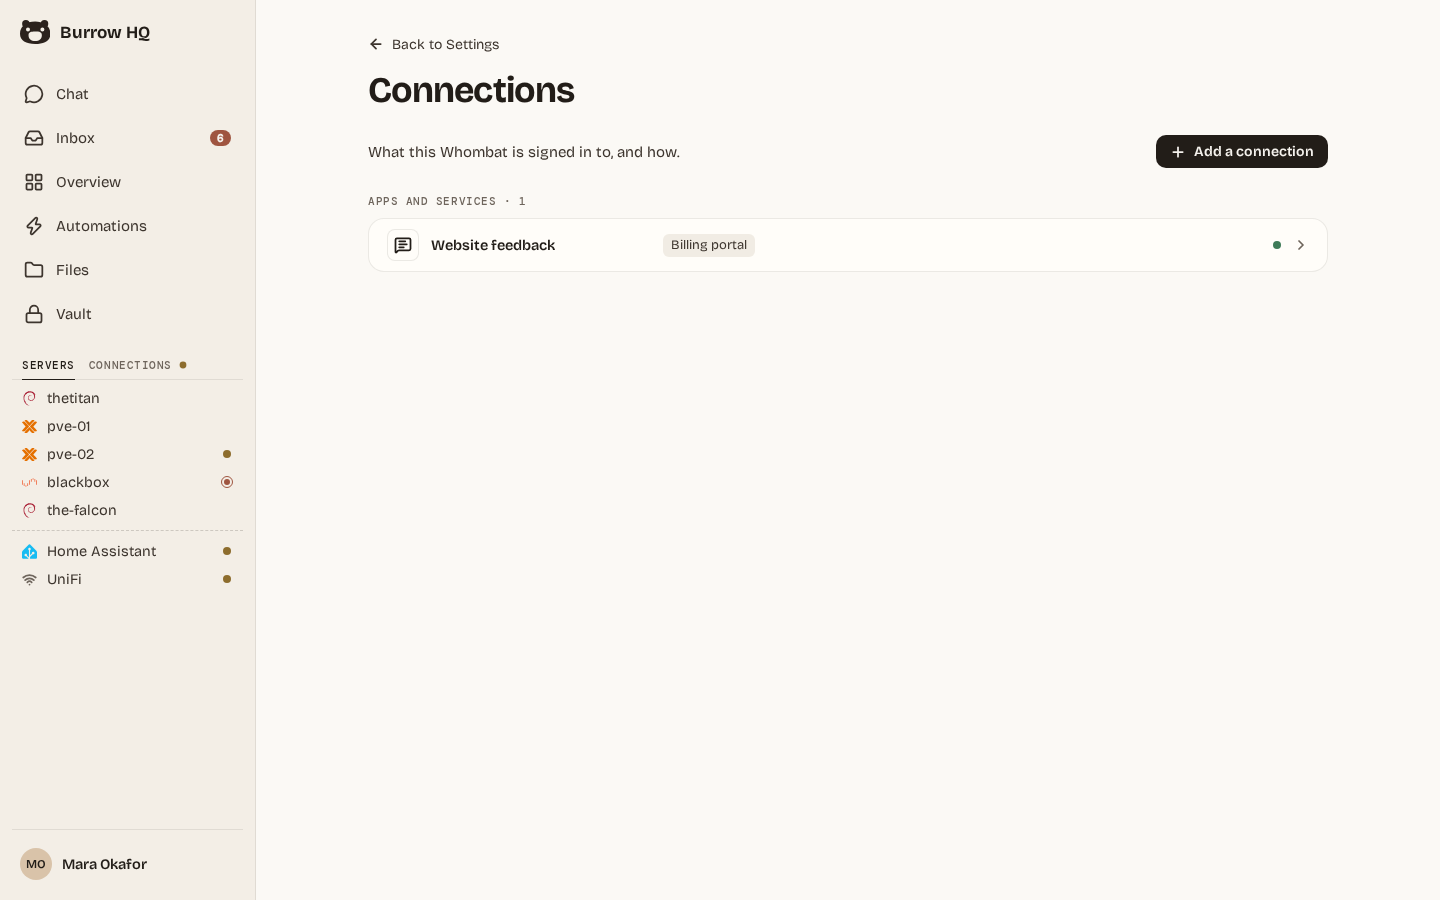 Burrow HQ
Chat
Inbox 6
Overview
Automations
Files
Vault
SERVERS CONNECTIONS
thetitan
pve-01
pve-02
blackbox
the-falcon
Home Assistant
UniFi
MO Mara Okafor
Back to Settings
Connections
What this Whombat is signed in to, and how.
Add a connection
APPS AND SERVICES · 1
Website feedback Billing portal